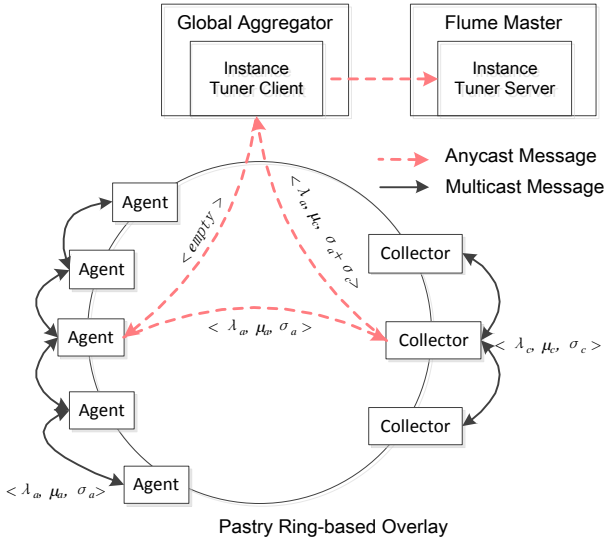 Global Aggregator
Flume Master
Instance
Tuner Client
Instance
Tuner Server
Anycast Message
Multicast Message
Agent
<empty>
<λa, μc, σa+σc>
Collector
Agent
Agent
<λa, μa, σa>
Collector
<λc, μc, σc>
Agent
Collector
Agent
<λa, μa, σa>
Pastry Ring-based Overlay